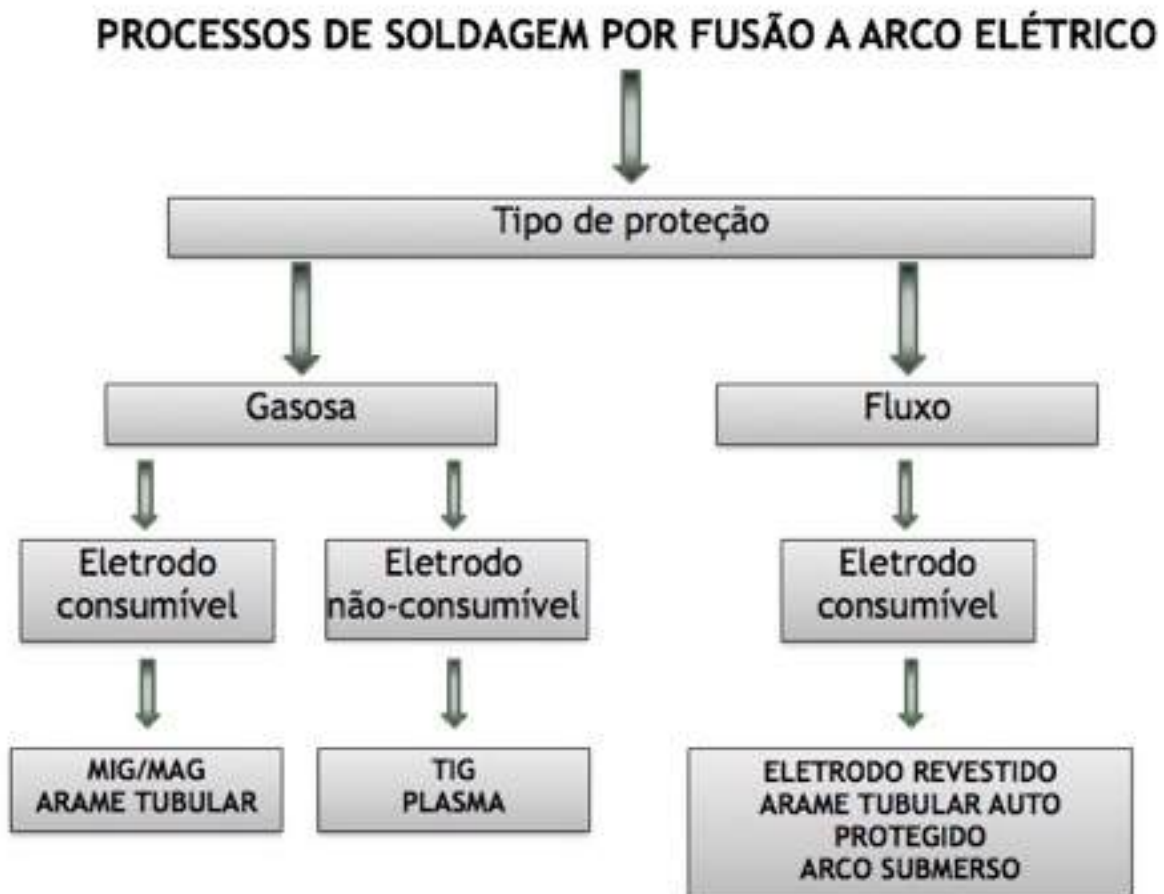 PROCESSOS DE SOLDAGEM POR FUSÃO A ARCO ELÉTRICO
Tipo de proteção
Gasosa
Fluxo
Eletrodo
consumível
Eletrodo
não-consumível
Eletrodo
consumível
MIG/MAG
ARAME TUBULAR
TIG
PLASMA
ELETRODO REVESTIDO
ARAME TUBULAR AUTO
PROTEGIDO
ARCO SUBMERSO